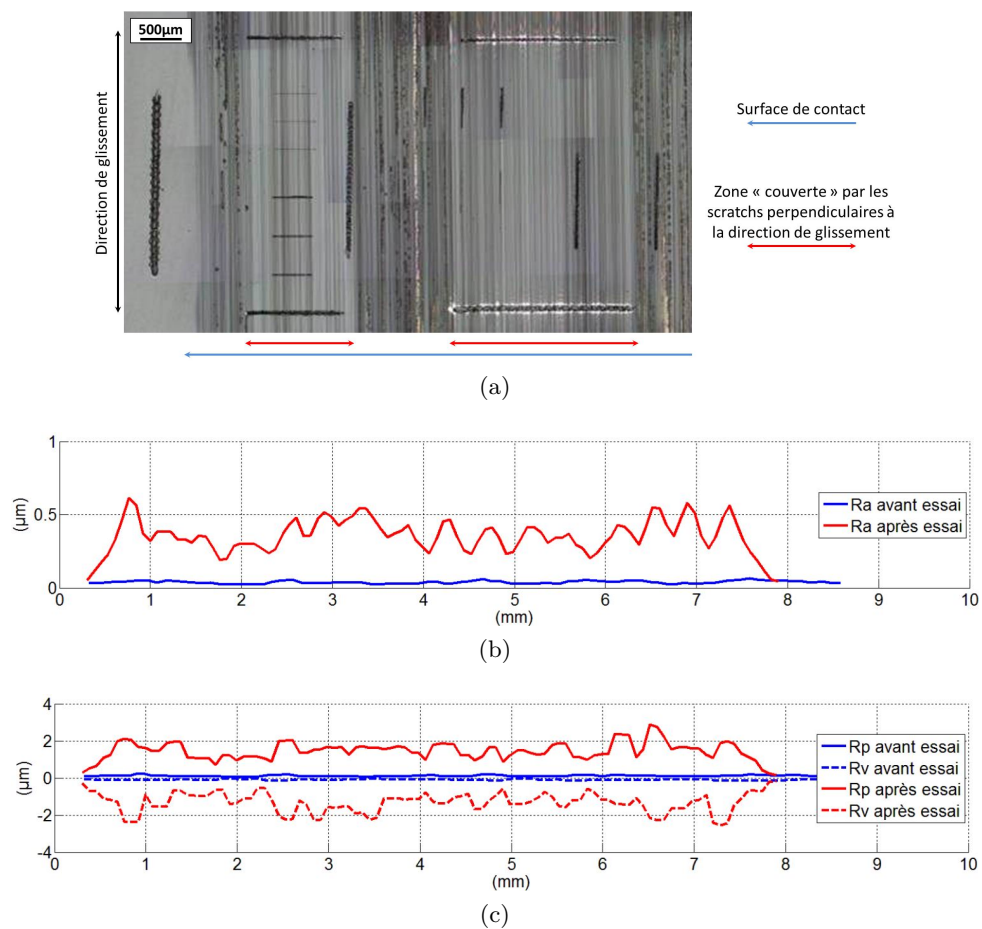 500µm
Direction de glissement
Surface de contact
Zone « couverte » par les
scratchs perpendiculaires à
la direction de glissement
(a)
1
0.5
0
(µm)
Ra avant essai
Ra après essai
0 1 2 3 4 5 6 7 8 9 10
(mm)
(b)
4
2
0
-2
-4
(µm)
Rp avant essai
Rv avant essai
Rp après essai
Rv après essai
0 1 2 3 4 5 6 7 8 9 10
(mm)
(c)